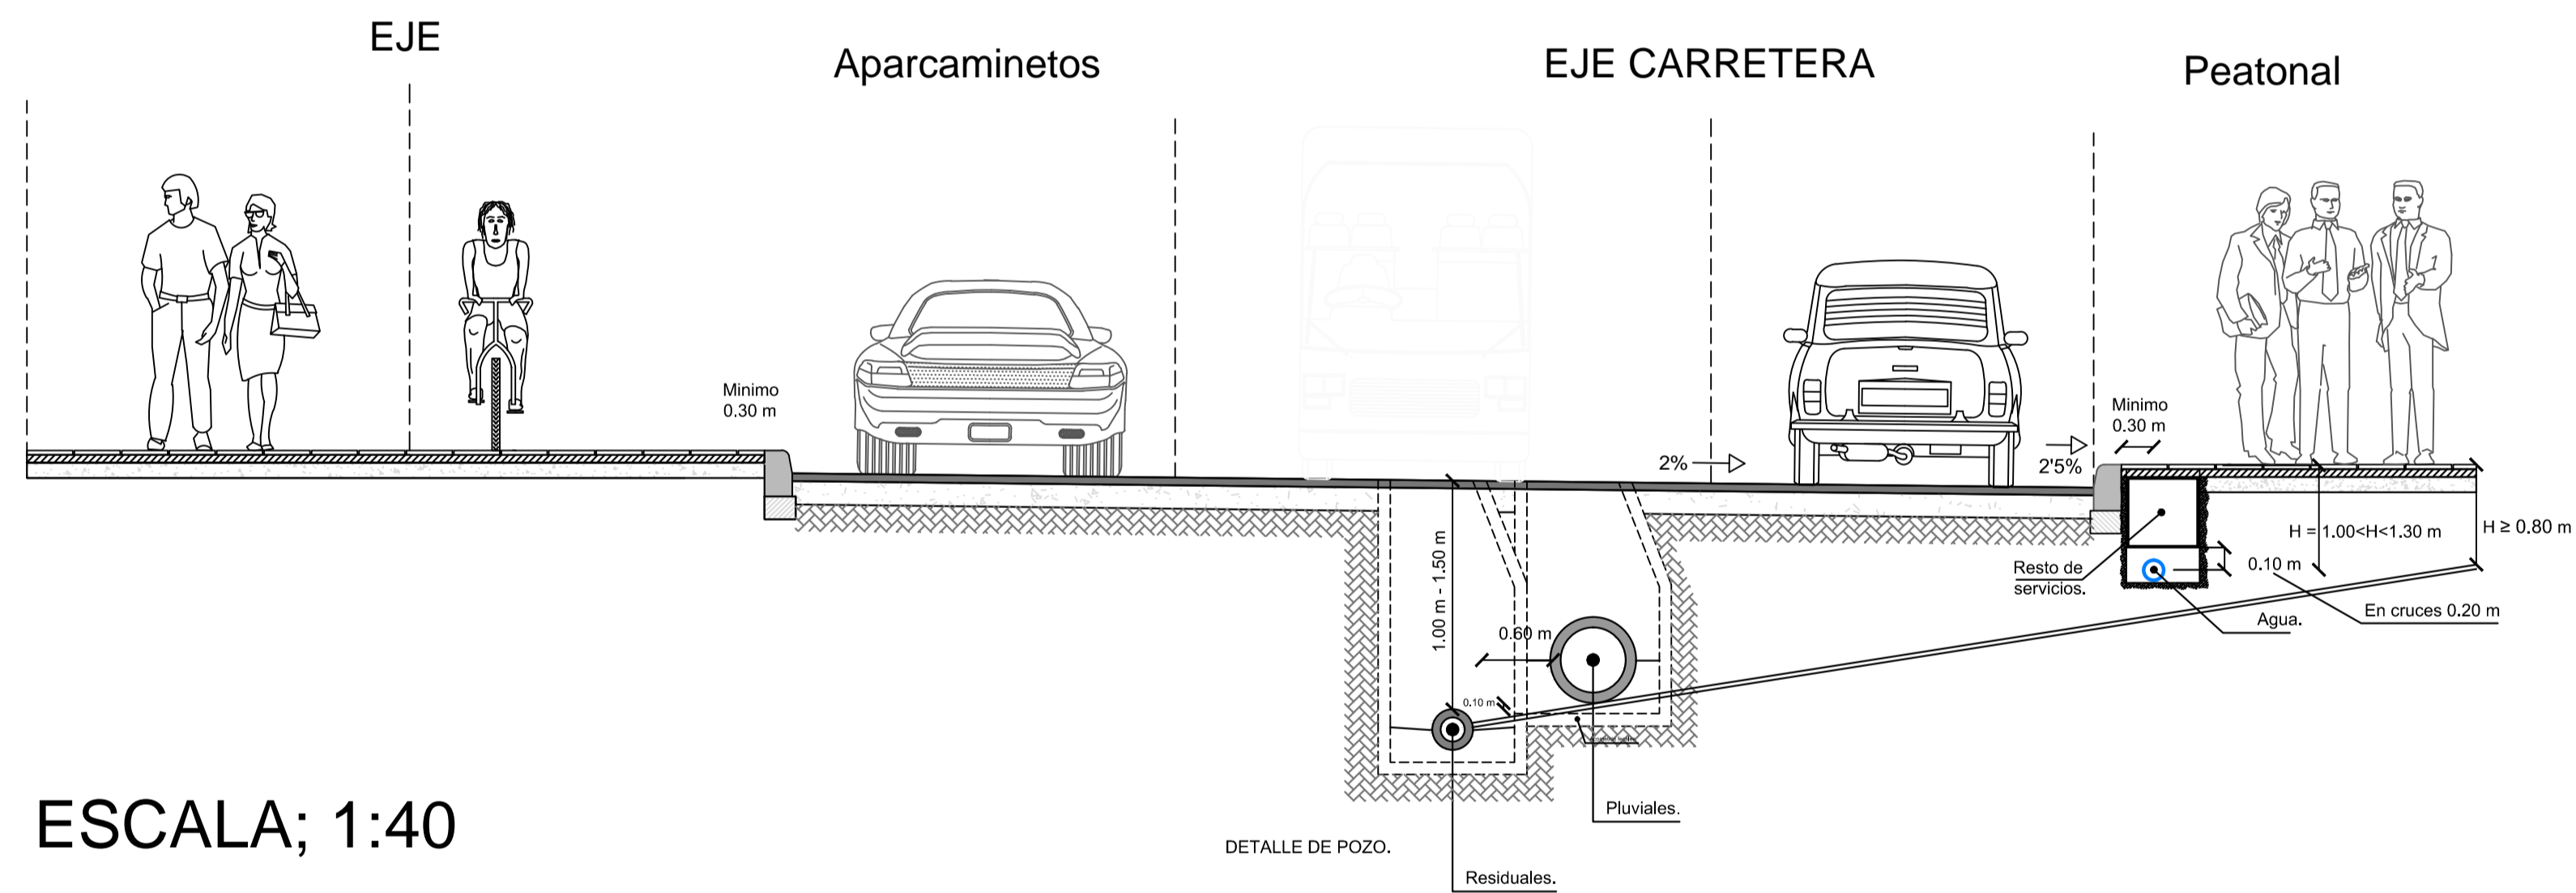 EJE
Aparcaminetos
EJE CARRETERA
Peatonal
Minimo
0.30 m
2%
2'5%
Minimo
0.30 m
1.00 m - 1.50 m
0.60 m
0.10 m
H = 1.00<H<1.30 m
H ≥ 0.80 m
0.10 m
Resto de
servicios.
Agua.
En cruces 0.20 m
Pluviales.
DETALLE DE POZO.
Residuales.
ESCALA; 1:40